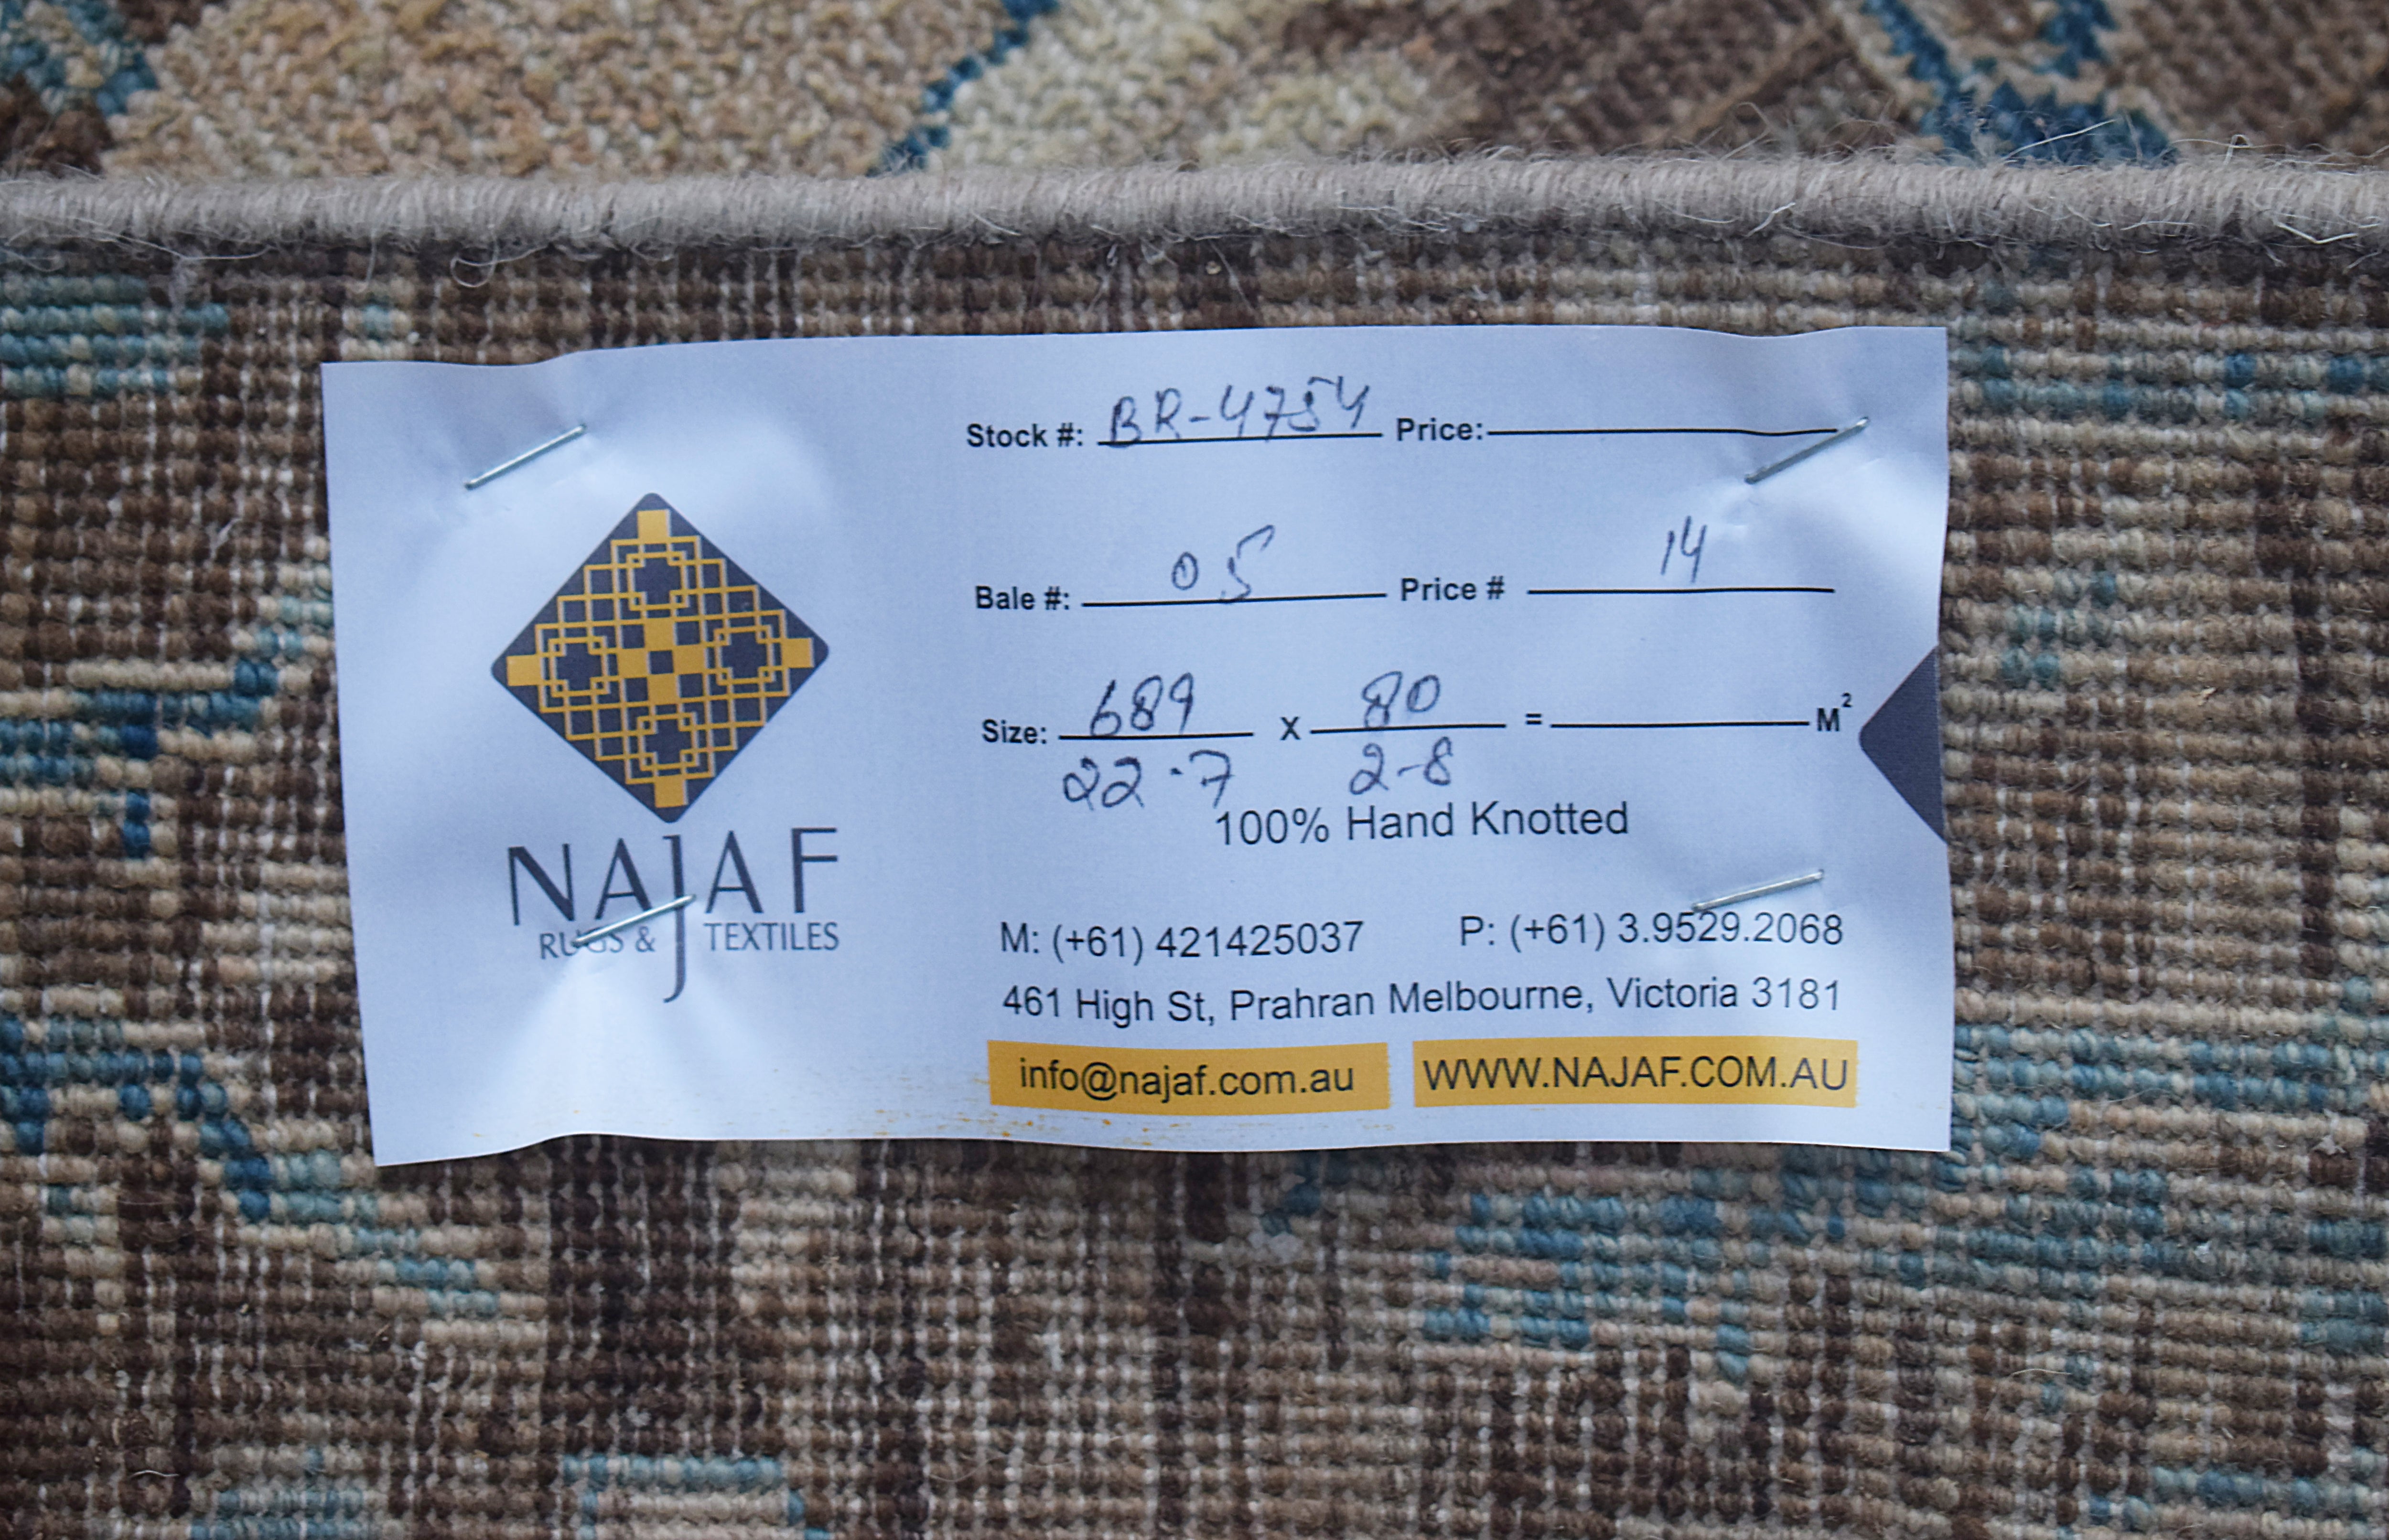 Stock #: BR-4754 Price:
Bale #: 05 Price # 14
Size: 689 X 80 = M²
22.7 2-8
100% Hand Knotted
NAJAF
RUGS & TEXTILES
M: (+61) 421425037 P: (+61) 3.9529.2068
461 High St, Prahran Melbourne, Victoria 3181
info@najaf.com.au WWW.NAJAF.COM.AU